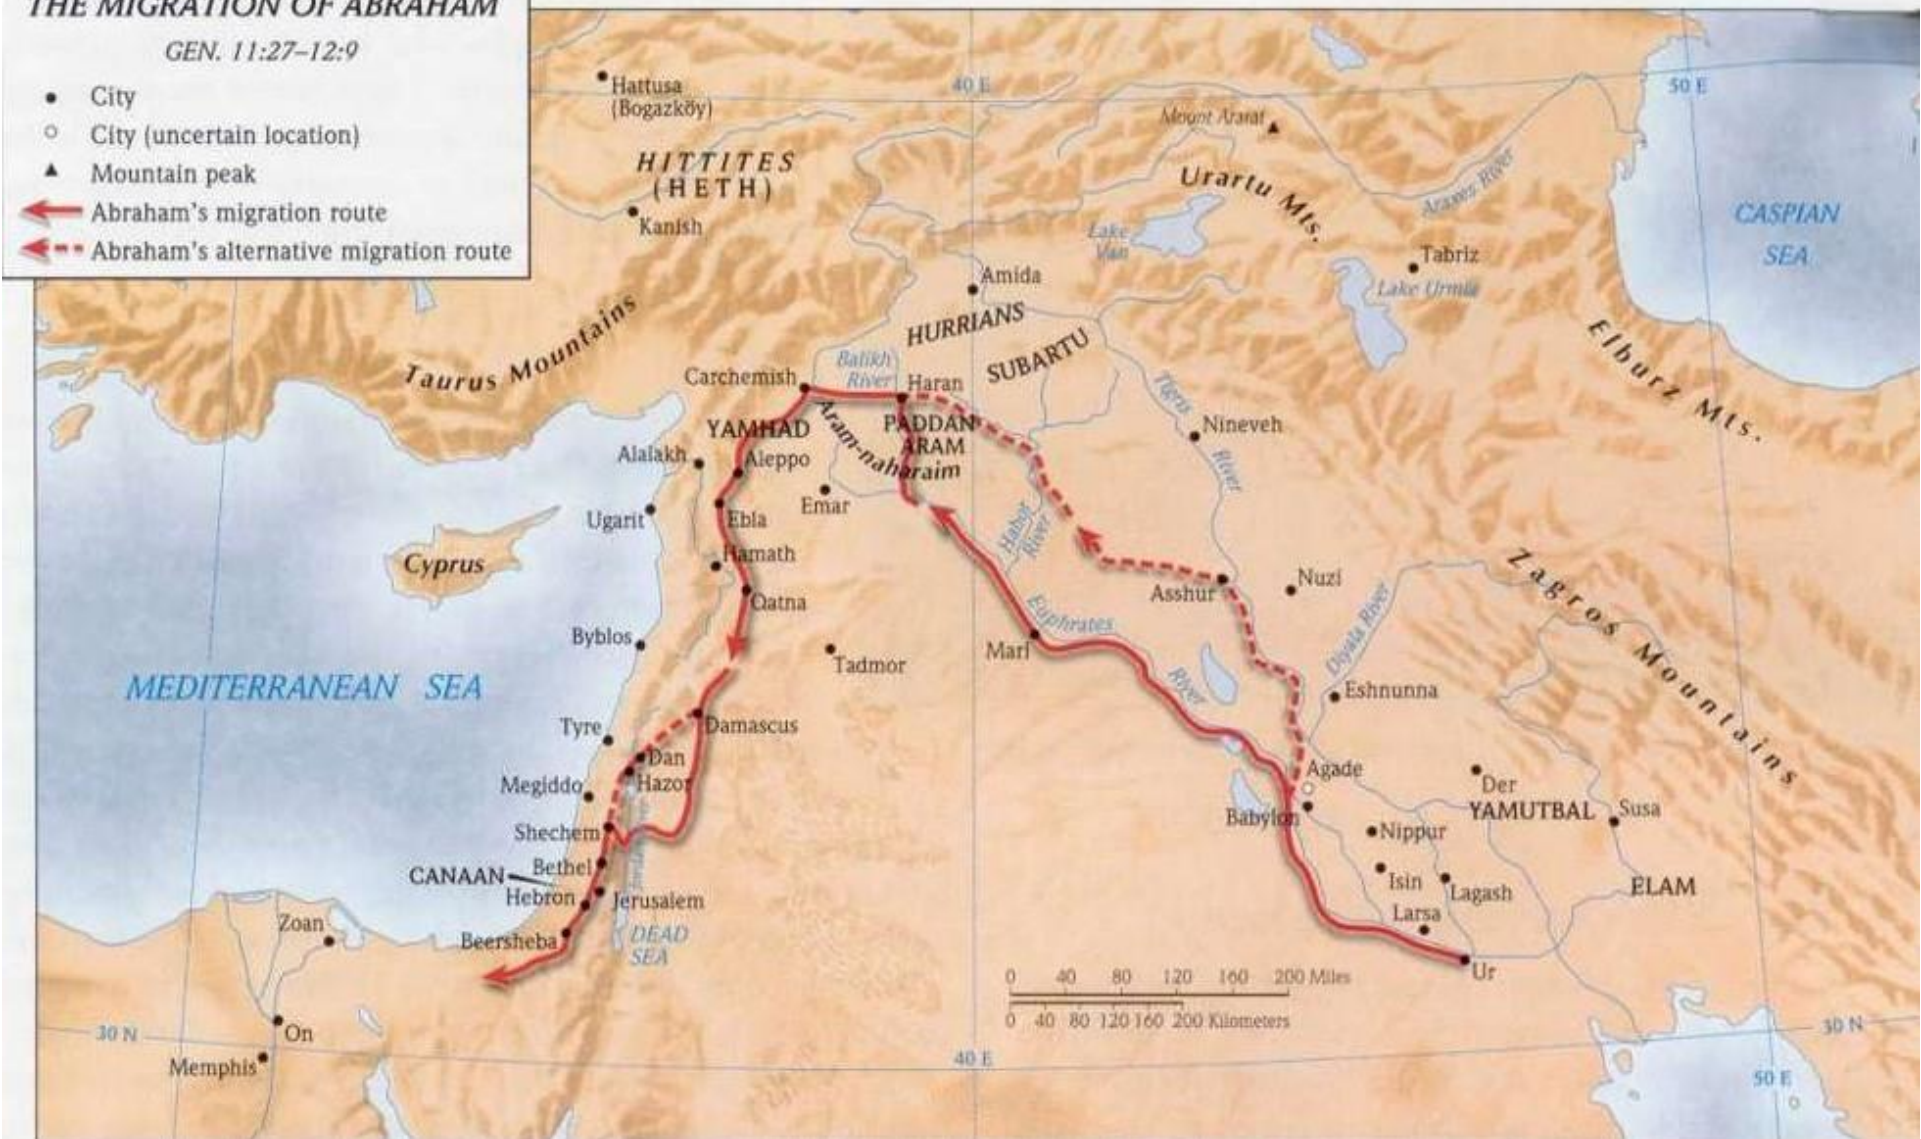 THE MIGRATION OF ABRAHAM
GEN. 11:27–12:9
City
City (uncertain location)
Mountain peak
Abraham's migration route
Abraham's alternative migration route
Hattusa
(Bogazköy)
HITTITES
(HETH)
Kanish
40 E
50 E
Mount Ararat
Urartu Mts.
Araxes River
CASPIAN
SEA
Lake
Van
Tabriz
Lake Urmia
Amida
HURRIANS
SUBARTU
Elburz Mts.
Taurus Mountains
Carchemish
Balikh
River
Haran
Tigris
River
Nineveh
YAMHAD
PADDAN
ARAM
Aram-naharaim
Alalakh
Aleppo
Emar
Ugarit
Ebla
Habor
River
Cyprus
Hamath
Qatna
Asshur
Nuzi
Zagros Mountains
Diyala River
Byblos
Tadmor
Mari
Euphrates
River
MEDITERRANEAN SEA
Eshnunna
Tyre
Damascus
Dan
Hazor
Megiddo
Agade
Der
Babylon
YAMUTBAL
Susa
Shechem
Nippur
Bethel
CANAAN
Isin
Lagash
ELAM
Hebron
Jerusalem
Larsa
Zoan
Beersheba
DEAD
SEA
Ur
0 40 80 120 160 200 Miles
0 40 80 120 160 200 Kilometers
30 N
On
30 N
Memphis
40 E
50 E